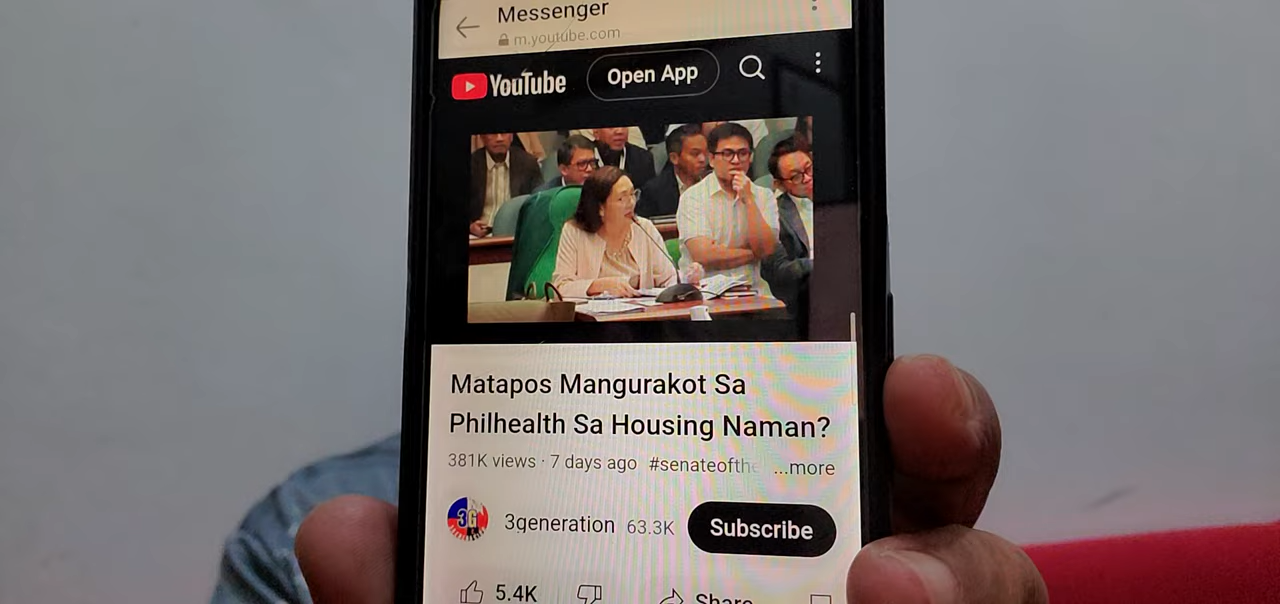 Messenger
m.youtube.com
YouTube
Open App
Matapos Mangurakot Sa
Philhealth Sa Housing Naman?
381K views · 7 days ago #senateofthe ...more
3G
3generation 63.3K
Subscribe
5.4K
Share